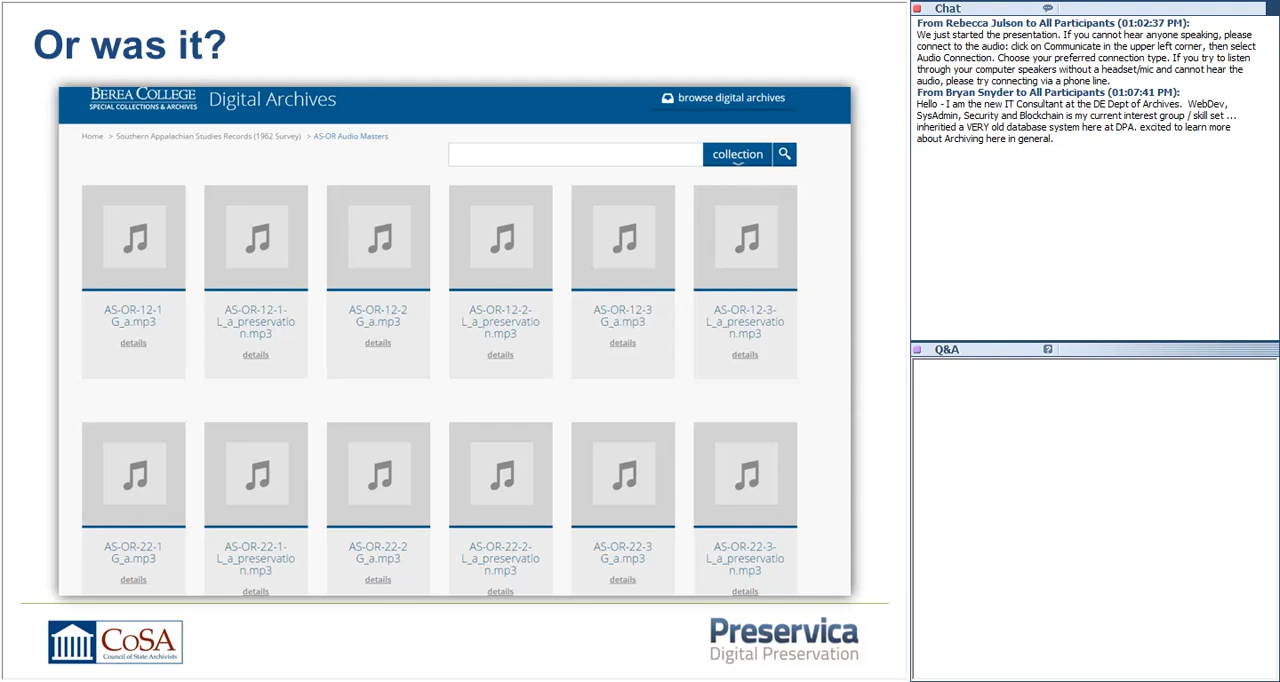 Or was it?
BEREA COLLEGE
SPECIAL COLLECTIONS & ARCHIVES
Digital Archives
browse digital archives
Home > Southern Appalachian Studies Records (1962 Survey) > AS-OR Audio Masters
collection
AS-OR-12-1
G_a.mp3
details
AS-OR-12-1-
L_a_preservatio
n.mp3
details
AS-OR-12-2
G_a.mp3
details
AS-OR-12-2-
L_a_preservatio
n.mp3
details
AS-OR-12-3
G_a.mp3
details
AS-OR-12-3-
L_a_preservatio
n.mp3
details
AS-OR-22-1
G_a.mp3
details
AS-OR-22-1-
L_a_preservatio
n.mp3
details
AS-OR-22-2
G_a.mp3
details
AS-OR-22-2-
L_a_preservatio
n.mp3
details
AS-OR-22-3
G_a.mp3
details
AS-OR-22-3-
L_a_preservatio
n.mp3
details
CoSA
Council of State Archivists
Preservica
Digital Preservation
Chat
From Rebecca Julson to All Participants (01:02:37 PM):
We just started the presentation. If you cannot hear anyone speaking, please
connect to the audio: click on Communicate in the upper left corner, then select
Audio Connection. Choose your preferred connection type. If you try to listen
through your computer speakers without a headset/mic and cannot hear the
audio, please try connecting via a phone line.
From Bryan Snyder to All Participants (01:07:41 PM):
Hello - I am the new IT Consultant at the DE Dept of Archives. WebDev,
SysAdmin, Security and Blockchain is my current interest group / skill set ...
inheritied a VERY old database system here at DPA. excited to learn more
about Archiving here in general.
Q&A
?